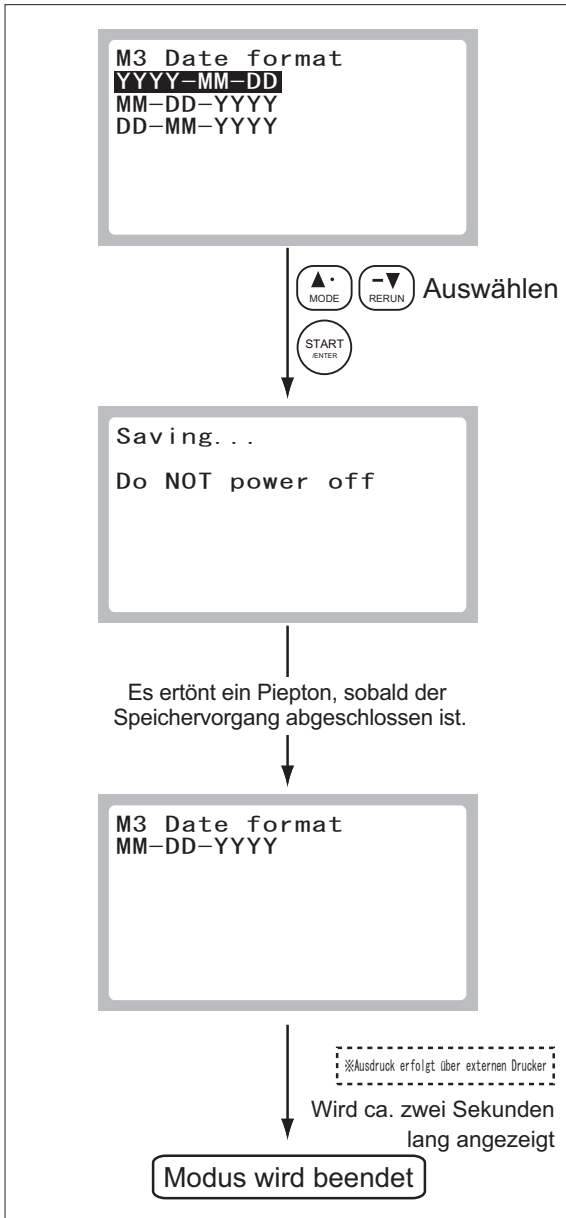 M3 Date format
YYYY-MM-DD
MM-DD-YYYY
DD-MM-YYYY
▲・ MODE -▼ RERUN Auswählen
START
/ENTER
Saving...
Do NOT power off
Es ertönt ein Piepton, sobald der
Speichervorgang abgeschlossen ist.
M3 Date format
MM-DD-YYYY
※Ausdruck erfolgt über externen Drucker
Wird ca. zwei Sekunden
lang angezeigt
Modus wird beendet